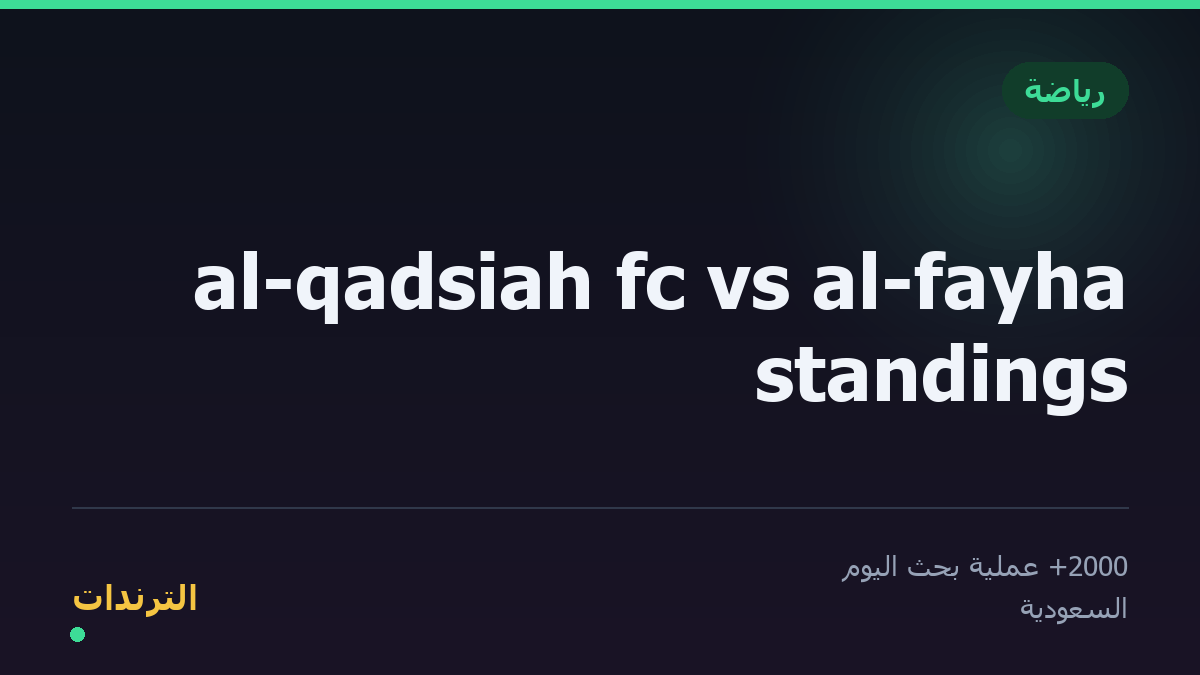 رياضة
al-qadsiah fc vs al-fayha
standings
2000+ عملية بحث اليوم
السعودية
الترندات